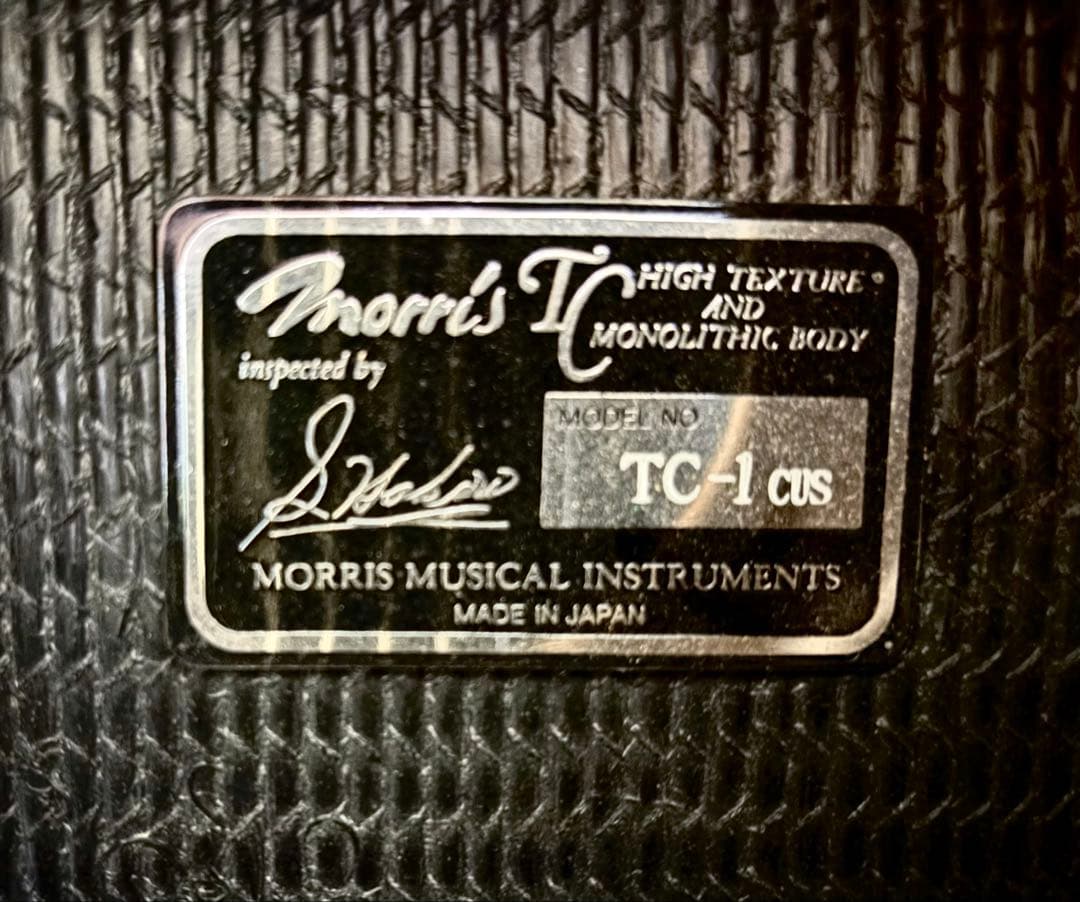 Morris TC HIGH TEXTURE
AND
MONOLITHIC BODY
inspected by
MODEL NO
TC-1 CUS
MORRIS MUSICAL INSTRUMENTS
MADE IN JAPAN